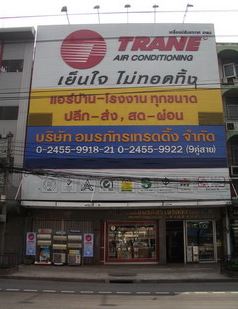 TRANE
AIR CONDITIONING
เย็นใจ ไม่ทอดทิ้ง
แอร์บ้าน-โรงงาน ทุกขนาด
ปลีก-ส่ง, สด-ผ่อน
บริษัท อมรภัทรเทรดดิ้ง จำกัด
0-2455-9918-21 0-2455-9922 (9คู่สาย)